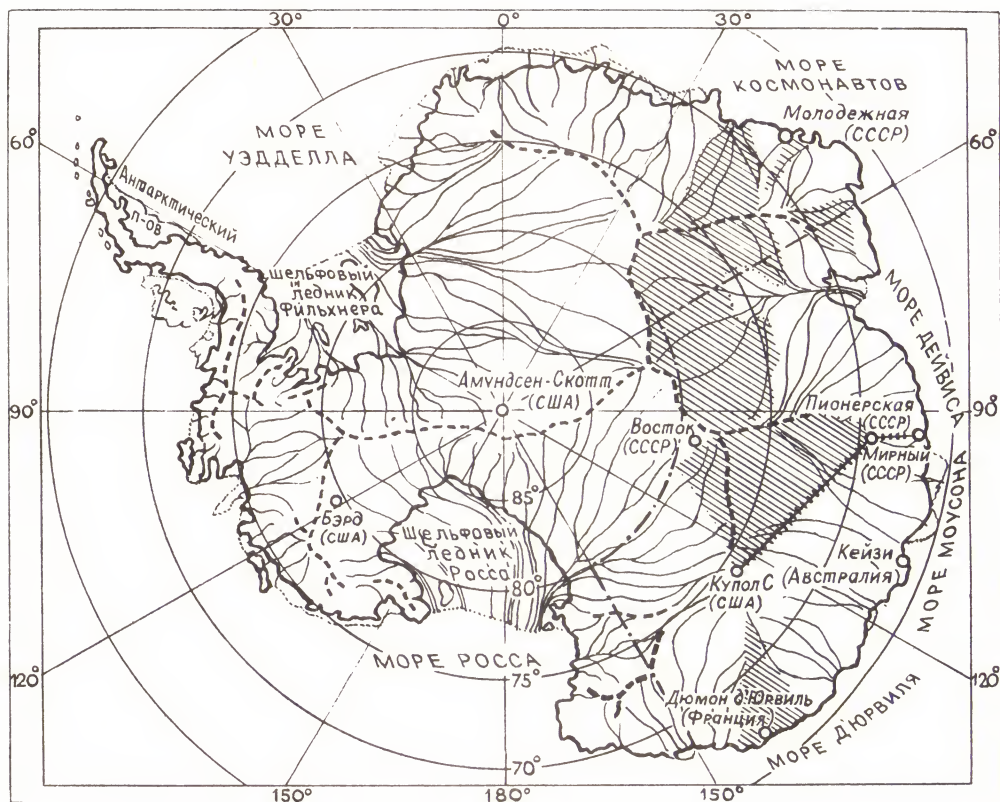 30°
0°
30°
МОРЕ
КОСМОНАВТОВ
Молодежная
(СССР)
60°
60°
МОРЕ
УЭДДЕЛЛА
Антарктический
п-ов
шельфовый
ледник
Фильхнера
МОРЕ ДЕЙВИСА
Амундсен-Скотт
(США)
90°
90°
Восток
(СССР)
Пионерская
(СССР)
Мирный
(СССР)
МОРЕ МОУСОНА
85°
Бэрд
(США)
Шельфовый
ледник
Росса
80°
Кейзи
(Австралия)
Купол С
(США)
МОРЕ РОССА
75°
120°
120°
Дюмон д'Юрвиль
(Франция)
МОРЕ Д'ЮРВИЛЯ
70°
150°
180°
150°